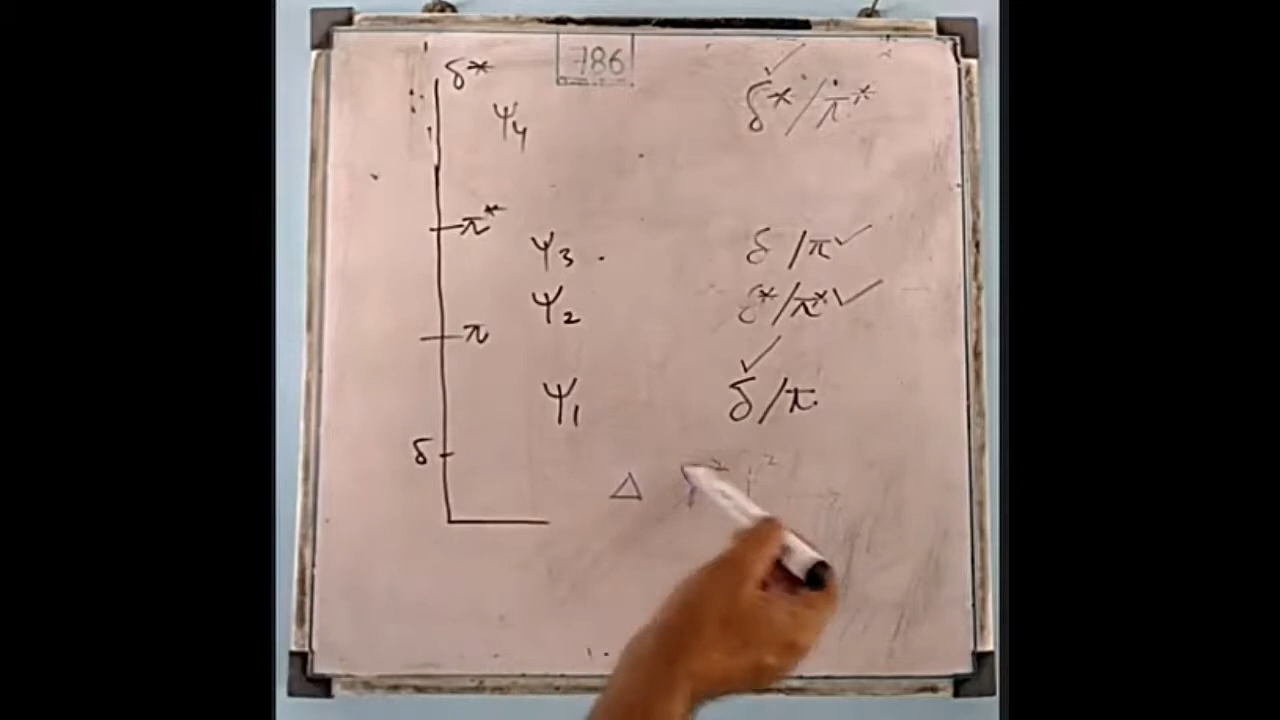 786
δ* δ*/π*
ψ4
π*
ψ3 δ/π ✓
ψ2 δ*/π* ✓
π
ψ1 δ/π
δ
Δ